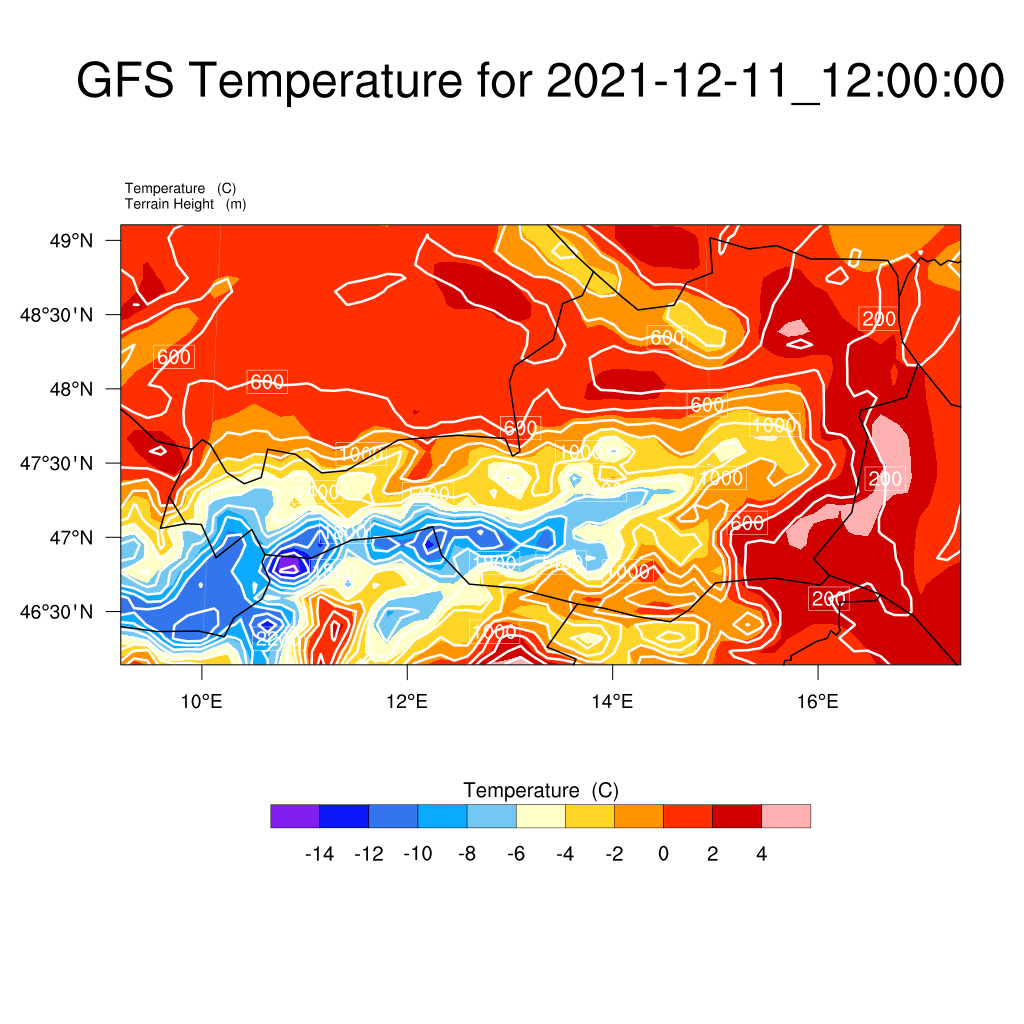 GFS Temperature for 2021-12-11_12:00:00
Temperature (C)
Terrain Height (m)
49°N
48°30'N
48°N
47°30'N
47°N
46°30'N
200
600
600
600
600
600
1000
1000
1000
1000
1400
200
600
1000
200
1000
10°E 12°E 14°E 16°E
Temperature (C)
-14 -12 -10 -8 -6 -4 -2 0 2 4